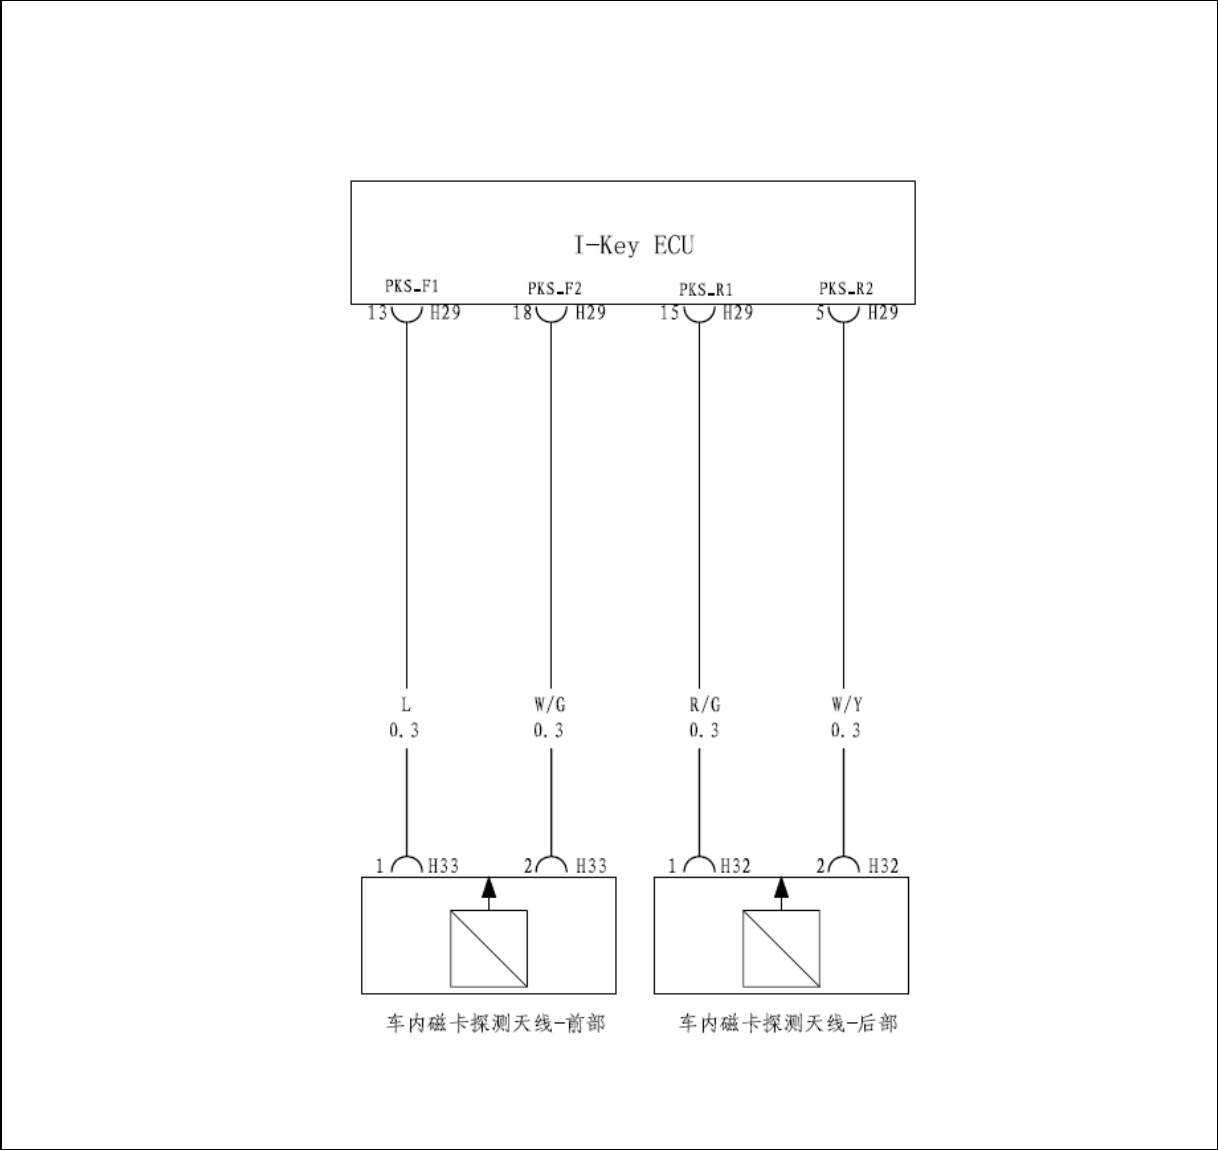 I-Key ECU
PKS_F1 PKS_F2 PKS_R1 PKS_R2
13 H29 18 H29 15 H29 5 H29
L W/G R/G W/Y
0.3 0.3 0.3 0.3
1 H33 2 H33 1 H32 2 H32
车内磁卡探测天线-前部 车内磁卡探测天线-后部